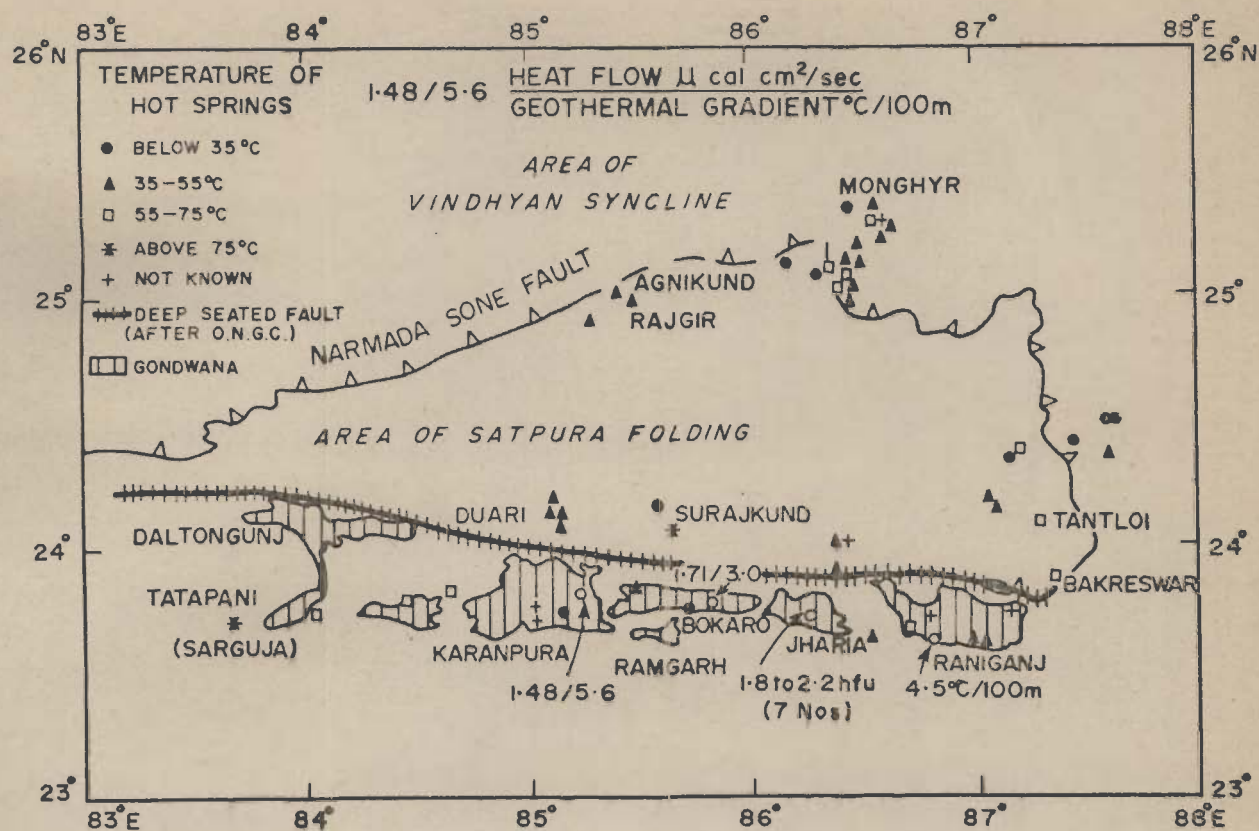 83°E 84° 85° 86° 87° 88°E
26°N 26°N
TEMPERATURE OF
HOT SPRINGS
1·48/5·6 HEAT FLOW μ cal cm²/sec
GEOTHERMAL GRADIENT °C/100m
BELOW 35°C
35-55°C
55-75°C
ABOVE 75°C
NOT KNOWN
DEEP SEATED FAULT
(AFTER O.N.G.C.)
GONDWANA
AREA OF
VINDHYAN SYNCLINE
MONGHYR
25° 25°
NARMADA SONE FAULT
AGNIKUND
RAJGIR
AREA OF SATPURA FOLDING
DALTONGUNJ
DUARI
SURAJKUND
TANTLOI
24° 24°
1·71/3·0
BAKRESWAR
TATAPANI
(SARGUJA)
KARANPURA
1·48/5·6
BOKARO
RAMGARH
JHARIA
1·8 to 2·2 hfu
(7 Nos)
RANIGANJ
4·5°C/100m
23° 23°
83°E 84° 85° 86° 87° 88°E